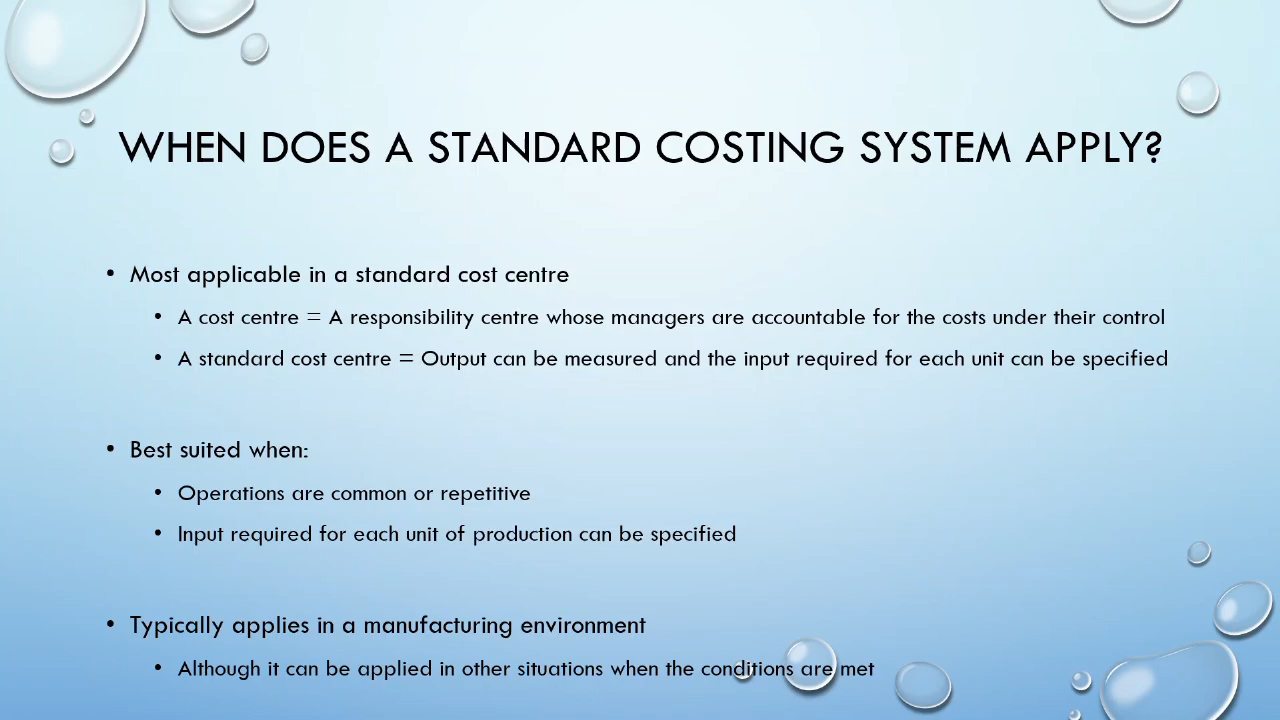 WHEN DOES A STANDARD COSTING SYSTEM APPLY?
• Most applicable in a standard cost centre
• A cost centre = A responsibility centre whose managers are accountable for the costs under their control
• A standard cost centre = Output can be measured and the input required for each unit can be specified
• Best suited when:
• Operations are common or repetitive
• Input required for each unit of production can be specified
• Typically applies in a manufacturing environment
• Although it can be applied in other situations when the conditions are met